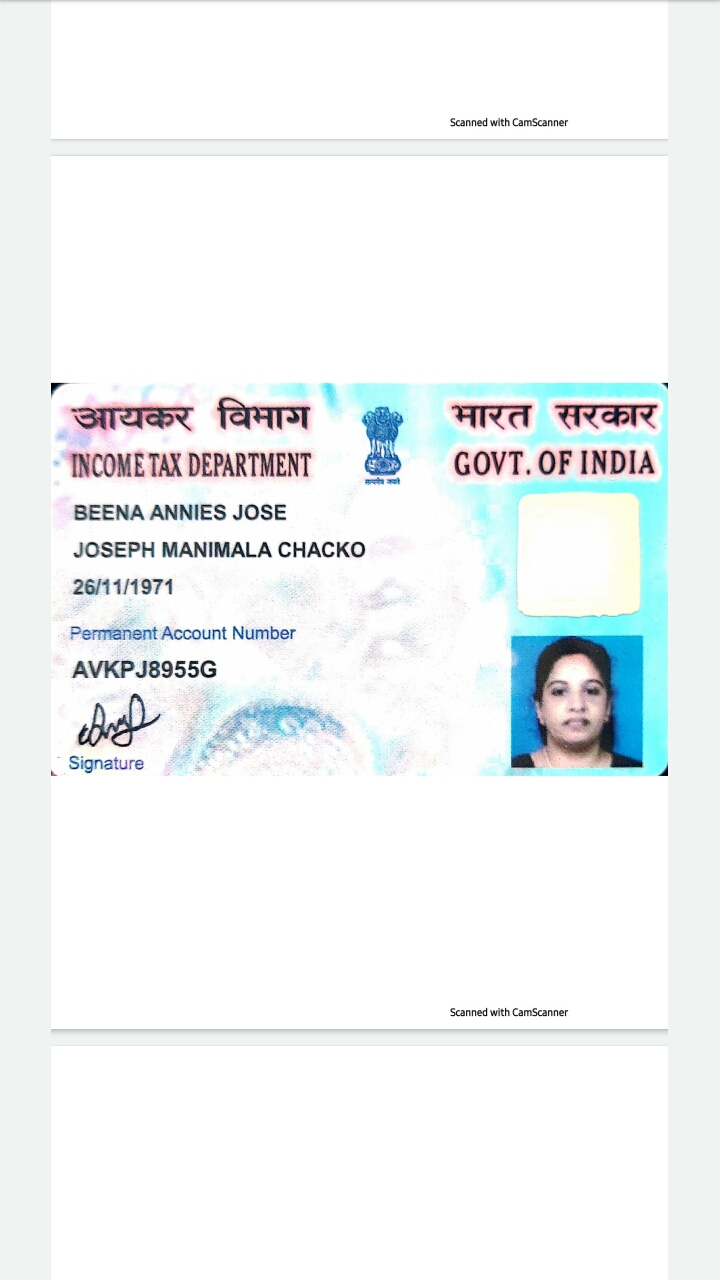 Scanned with CamScanner
आयकर विभाग
INCOME TAX DEPARTMENT
सत्यमेव जयते
भारत सरकार
GOVT. OF INDIA
BEENA ANNIES JOSE
JOSEPH MANIMALA CHACKO
26/11/1971
Permanent Account Number
AVKPJ8955G
Signature
Scanned with CamScanner